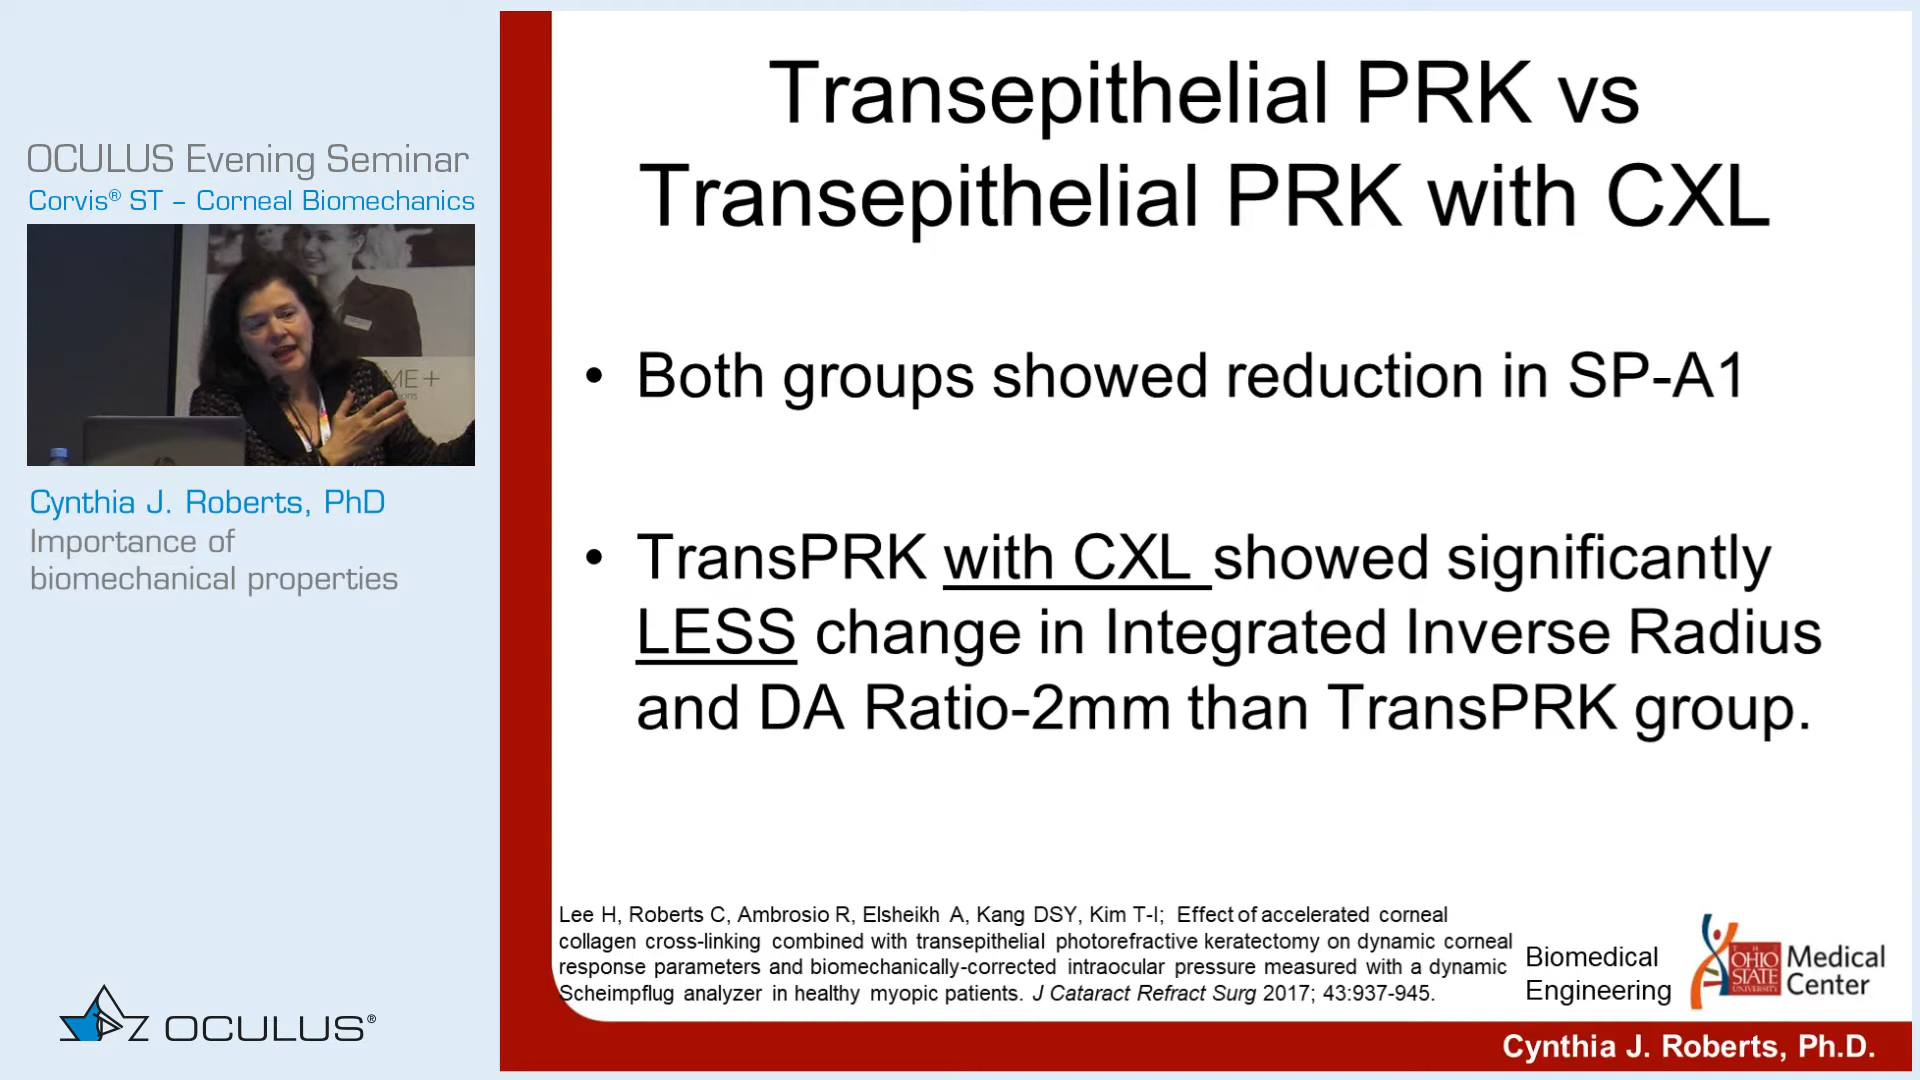 OCULUS Evening Seminar
Corvis® ST – Corneal Biomechanics
ME+
Cynthia J. Roberts, PhD
Importance of
biomechanical properties
OCULUS®
Transepithelial PRK vs
Transepithelial PRK with CXL
• Both groups showed reduction in SP-A1
• TransPRK with CXL showed significantly
LESS change in Integrated Inverse Radius
and DA Ratio-2mm than TransPRK group.
Lee H, Roberts C, Ambrosio R, Elsheikh A, Kang DSY, Kim T-I; Effect of accelerated corneal
collagen cross-linking combined with transepithelial photorefractive keratectomy on dynamic corneal
response parameters and biomechanically-corrected intraocular pressure measured with a dynamic
Scheimpflug analyzer in healthy myopic patients. J Cataract Refract Surg 2017; 43:937-945.
Biomedical
Engineering
THE
OHIO
STATE
UNIVERSITY
Medical
Center
Cynthia J. Roberts, Ph.D.